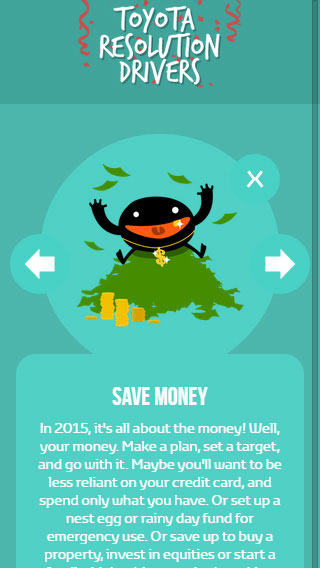 TOYOTA
RESOLUTION
DRIVERS
X
$
SAVE MONEY
In 2015, it's all about the money! Well,
your money. Make a plan, set a target,
and go with it. Maybe you'll want to be
less reliant on your credit card, and
spend only what you have. Or set up a
nest egg or rainy day fund for
emergency use. Or save up to buy a
property, invest in equities or start a